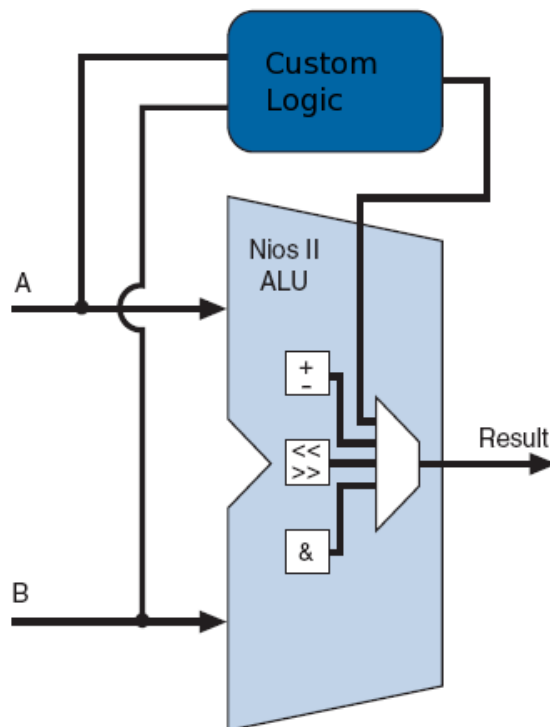 Custom
Logic
Nios II
ALU
A
+
-
<<
>>
Result
&
B